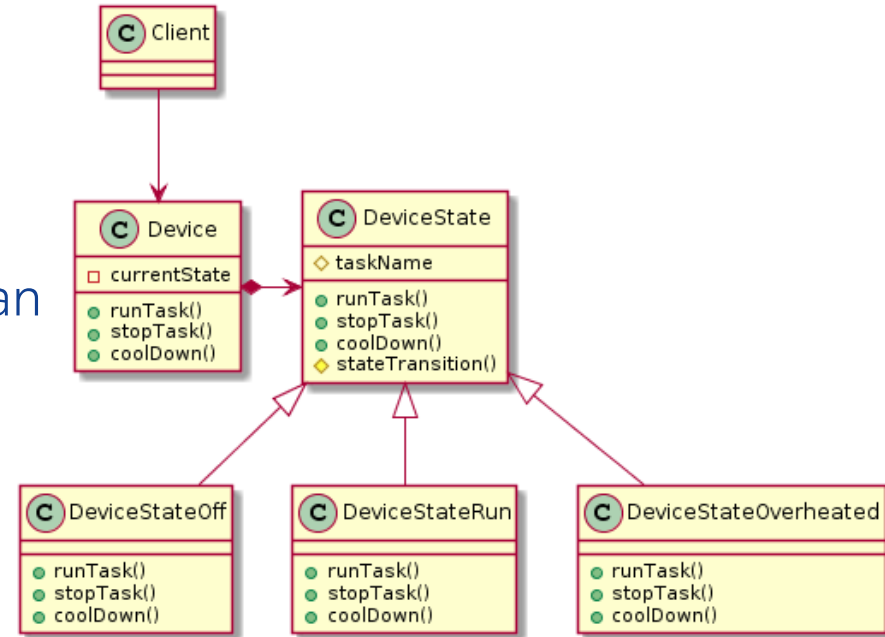 C Client
C Device
currentState
runTask()
stopTask()
coolDown()
an
C DeviceState
taskName
runTask()
stopTask()
coolDown()
stateTransition()
C DeviceStateOff
runTask()
stopTask()
coolDown()
C DeviceStateRun
runTask()
stopTask()
coolDown()
C DeviceStateOverheated
runTask()
stopTask()
coolDown()